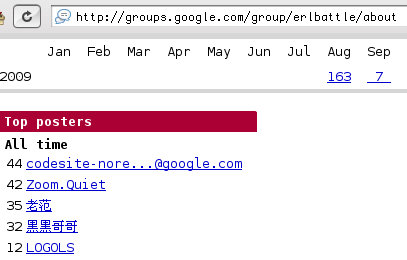 http://groups.google.com/group/erlbattle/about
Jan Feb Mar Apr May Jun Jul Aug Sep
2009 163 7
Top posters
All time
44 codesite-nore...@google.com
42 Zoom.Quiet
35 老范
32 黑黑哥哥
12 LOGOLS